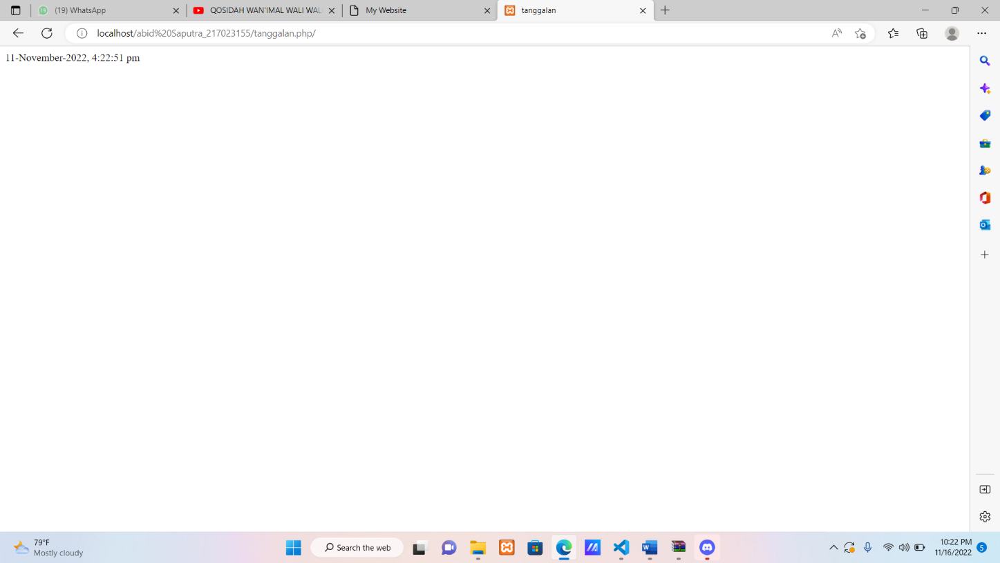 (19) WhatsApp
QOSIDAH WAN'IMAL WALI WAL
My Website
tanggalan
localhost/abid%20Saputra_217023155/tanggalan.php/
11-November-2022, 4:22:51 pm
79°F
Mostly cloudy
Search the web
10:22 PM
11/16/2022
5